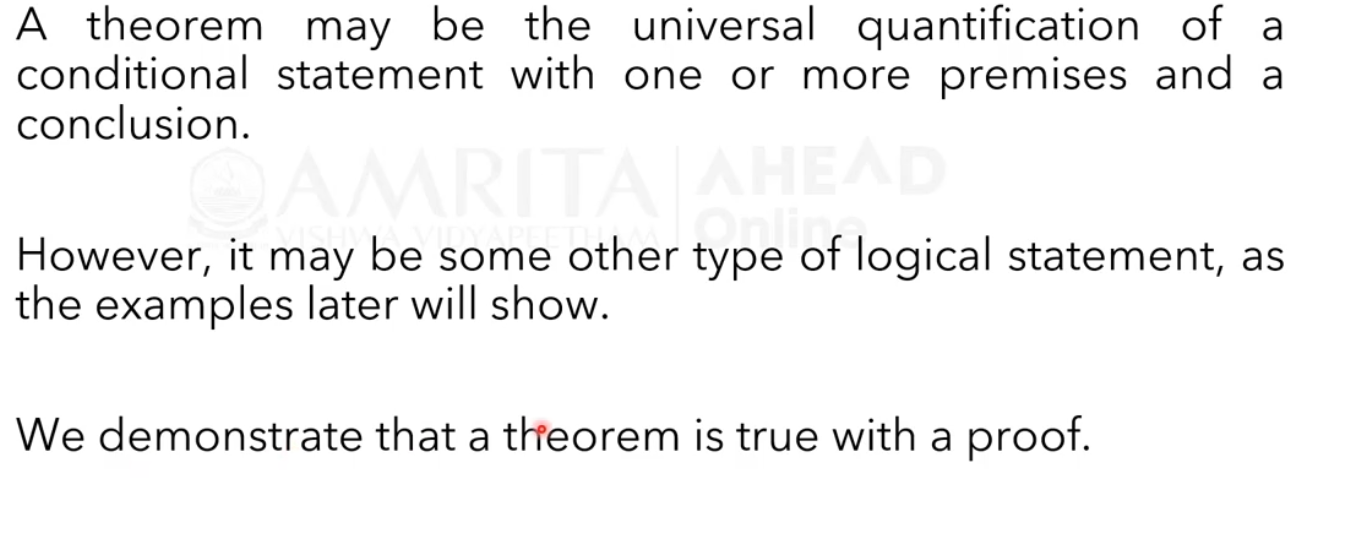 A theorem may be the universal quantification of a
conditional statement with one or more premises and a
conclusion.
AMRITA AHEAD
VISHWA VIDYAPEETHAM Online
However, it may be some other type of logical statement, as
the examples later will show.
We demonstrate that a theorem is true with a proof.